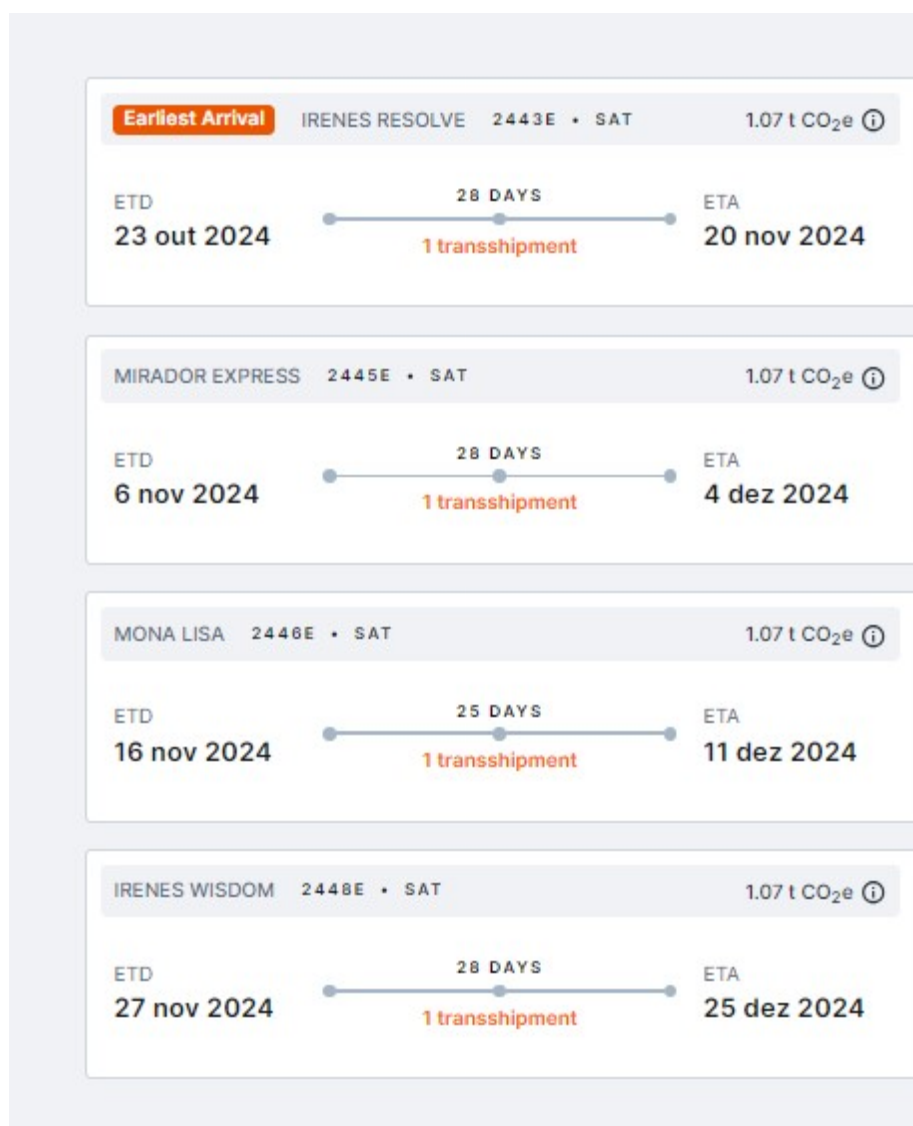 Earliest Arrival IRENES RESOLVE 2443E • SAT 1.07 t CO₂e
28 DAYS
ETD ETA
23 out 2024 20 nov 2024
1 transshipment
MIRADOR EXPRESS 2445E • SAT 1.07 t CO₂e
28 DAYS
ETD ETA
6 nov 2024 4 dez 2024
1 transshipment
MONA LISA 2446E • SAT 1.07 t CO₂e
25 DAYS
ETD ETA
16 nov 2024 11 dez 2024
1 transshipment
IRENES WISDOM 2448E • SAT 1.07 t CO₂e
28 DAYS
ETD ETA
27 nov 2024 25 dez 2024
1 transshipment